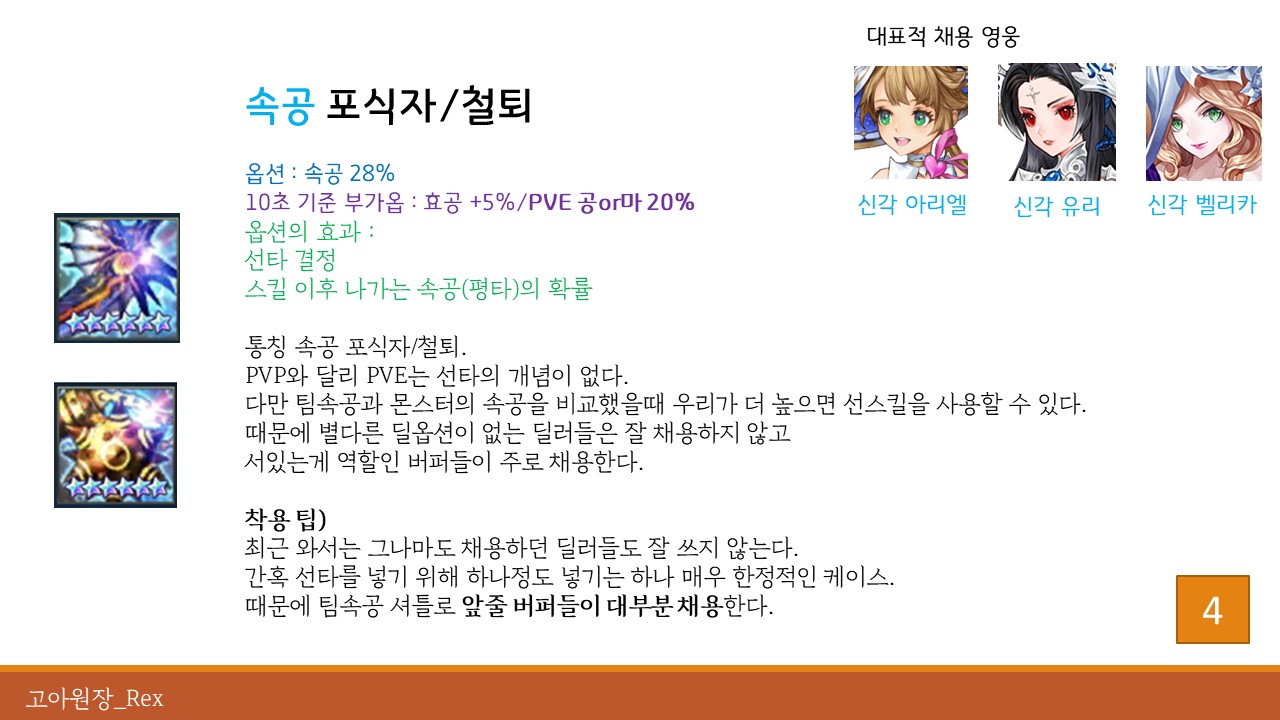 대표적 채용 영웅
속공 포식자/철퇴
신각 아리엘
신각 유리
신각 벨리카
옵션 : 속공 28%
10초 기준 부가옵 : 효공 +5%/PVE 공or마 20%
옵션의 효과 :
선타 결정
스킬 이후 나가는 속공(평타)의 확률
통칭 속공 포식자/철퇴.
PVP와 달리 PVE는 선타의 개념이 없다.
다만 팀속공과 몬스터의 속공을 비교했을때 우리가 더 높으면 선스킬을 사용할 수 있다.
때문에 별다른 딜옵션이 없는 딜러들은 잘 채용하지 않고
서있는게 역할인 버퍼들이 주로 채용한다.
착용 팁)
최근 와서는 그나마도 채용하던 딜러들도 잘 쓰지 않는다.
간혹 선타를 넣기 위해 하나정도 넣기는 하나 매우 한정적인 케이스.
때문에 팀속공 셔틀로 앞줄 버퍼들이 대부분 채용한다.
4
고아원장_Rex